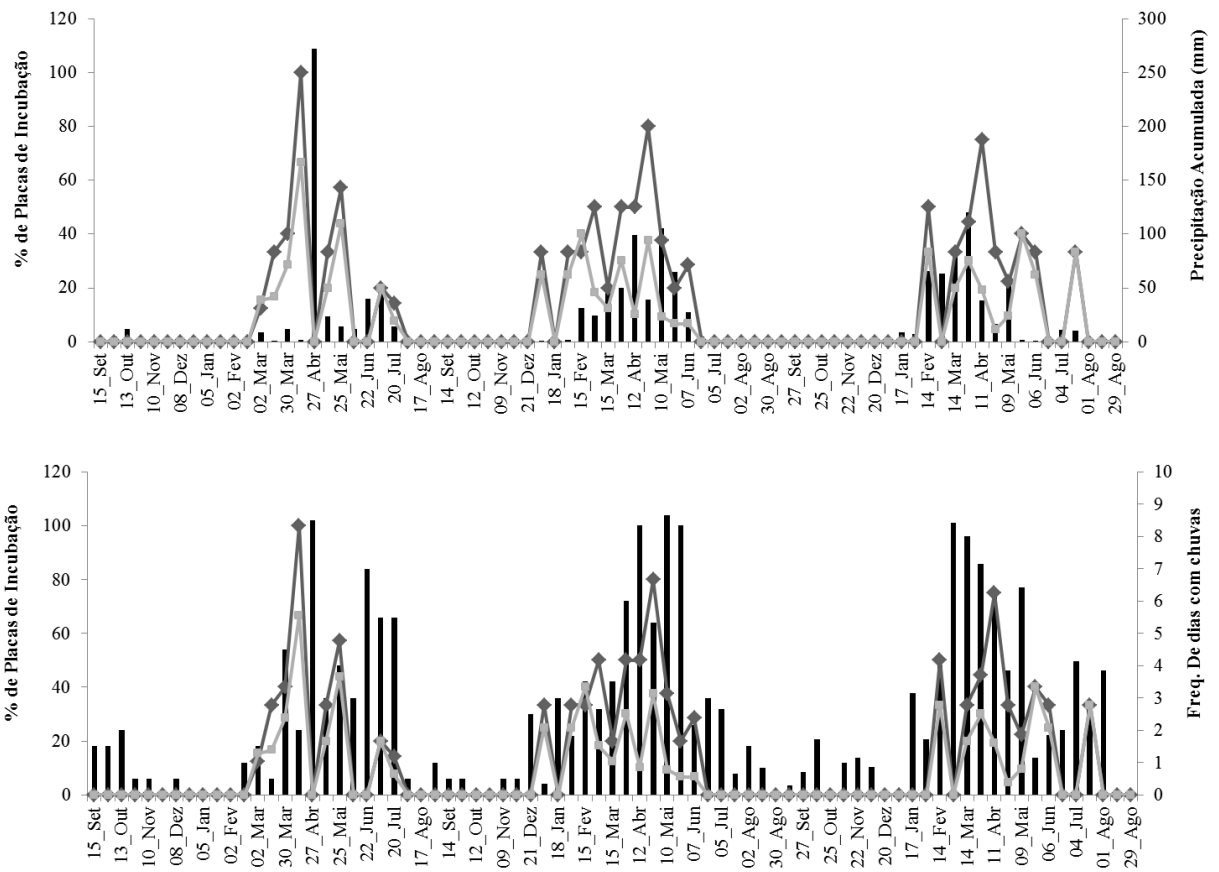 120
100
80
60
40
20
0
% de Placas de Incubação
300
250
200
150
100
50
0
Precipitação Acumulada (mm)
15_Set
13_Out
10_Nov
08_Dez
05_Jan
02_Fev
02_Mar
30_Mar
27_Abr
25_Mai
22_Jun
20_Jul
17_Ago
14_Set
12_Out
09_Nov
21_Dez
18_Jan
15_Fev
15_Mar
12_Abr
10_Mai
07_Jun
05_Jul
02_Ago
30_Ago
27_Set
25_Out
22_Nov
20_Dez
17_Jan
14_Fev
14_Mar
11_Abr
09_Mai
06_Jun
04_Jul
01_Ago
29_Ago
120
100
80
60
40
20
0
% de Placas de Incubação
10
9
8
7
6
5
4
3
2
1
0
Freq. De dias com chuvas
15_Set
13_Out
10_Nov
08_Dez
05_Jan
02_Fev
02_Mar
30_Mar
27_Abr
25_Mai
22_Jun
20_Jul
17_Ago
14_Set
12_Out
09_Nov
21_Dez
18_Jan
15_Fev
15_Mar
12_Abr
10_Mai
07_Jun
05_Jul
02_Ago
30_Ago
27_Set
25_Out
22_Nov
20_Dez
17_Jan
14_Fev
14_Mar
11_Abr
09_Mai
06_Jun
04_Jul
01_Ago
29_Ago